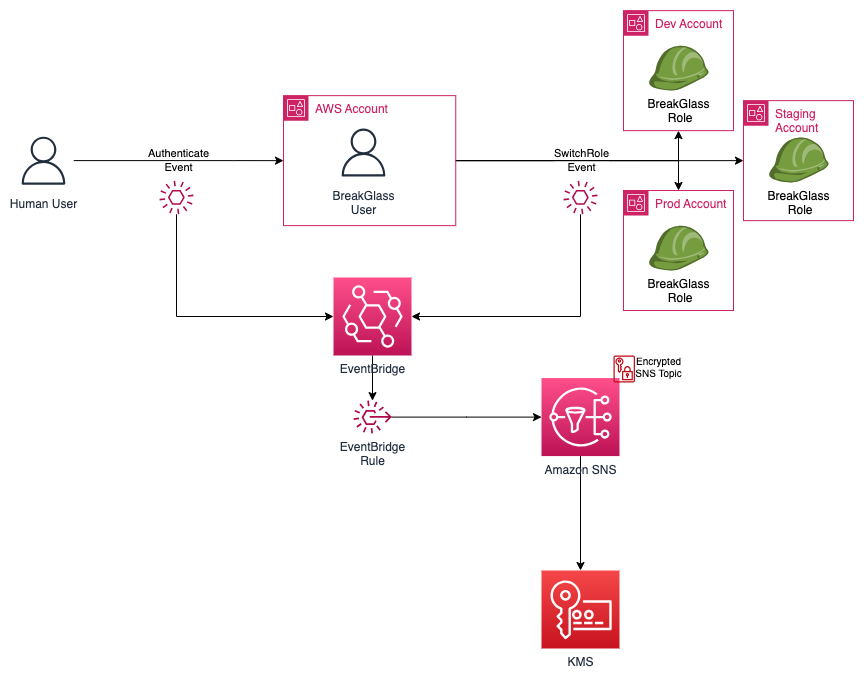 Dev Account
BreakGlass
Role
AWS Account
BreakGlass
User
Staging
Account
BreakGlass
Role
Authenticate
Event
SwitchRole
Event
Human User
Prod Account
BreakGlass
Role
EventBridge
Encrypted
SNS Topic
EventBridge
Rule
Amazon SNS
KMS